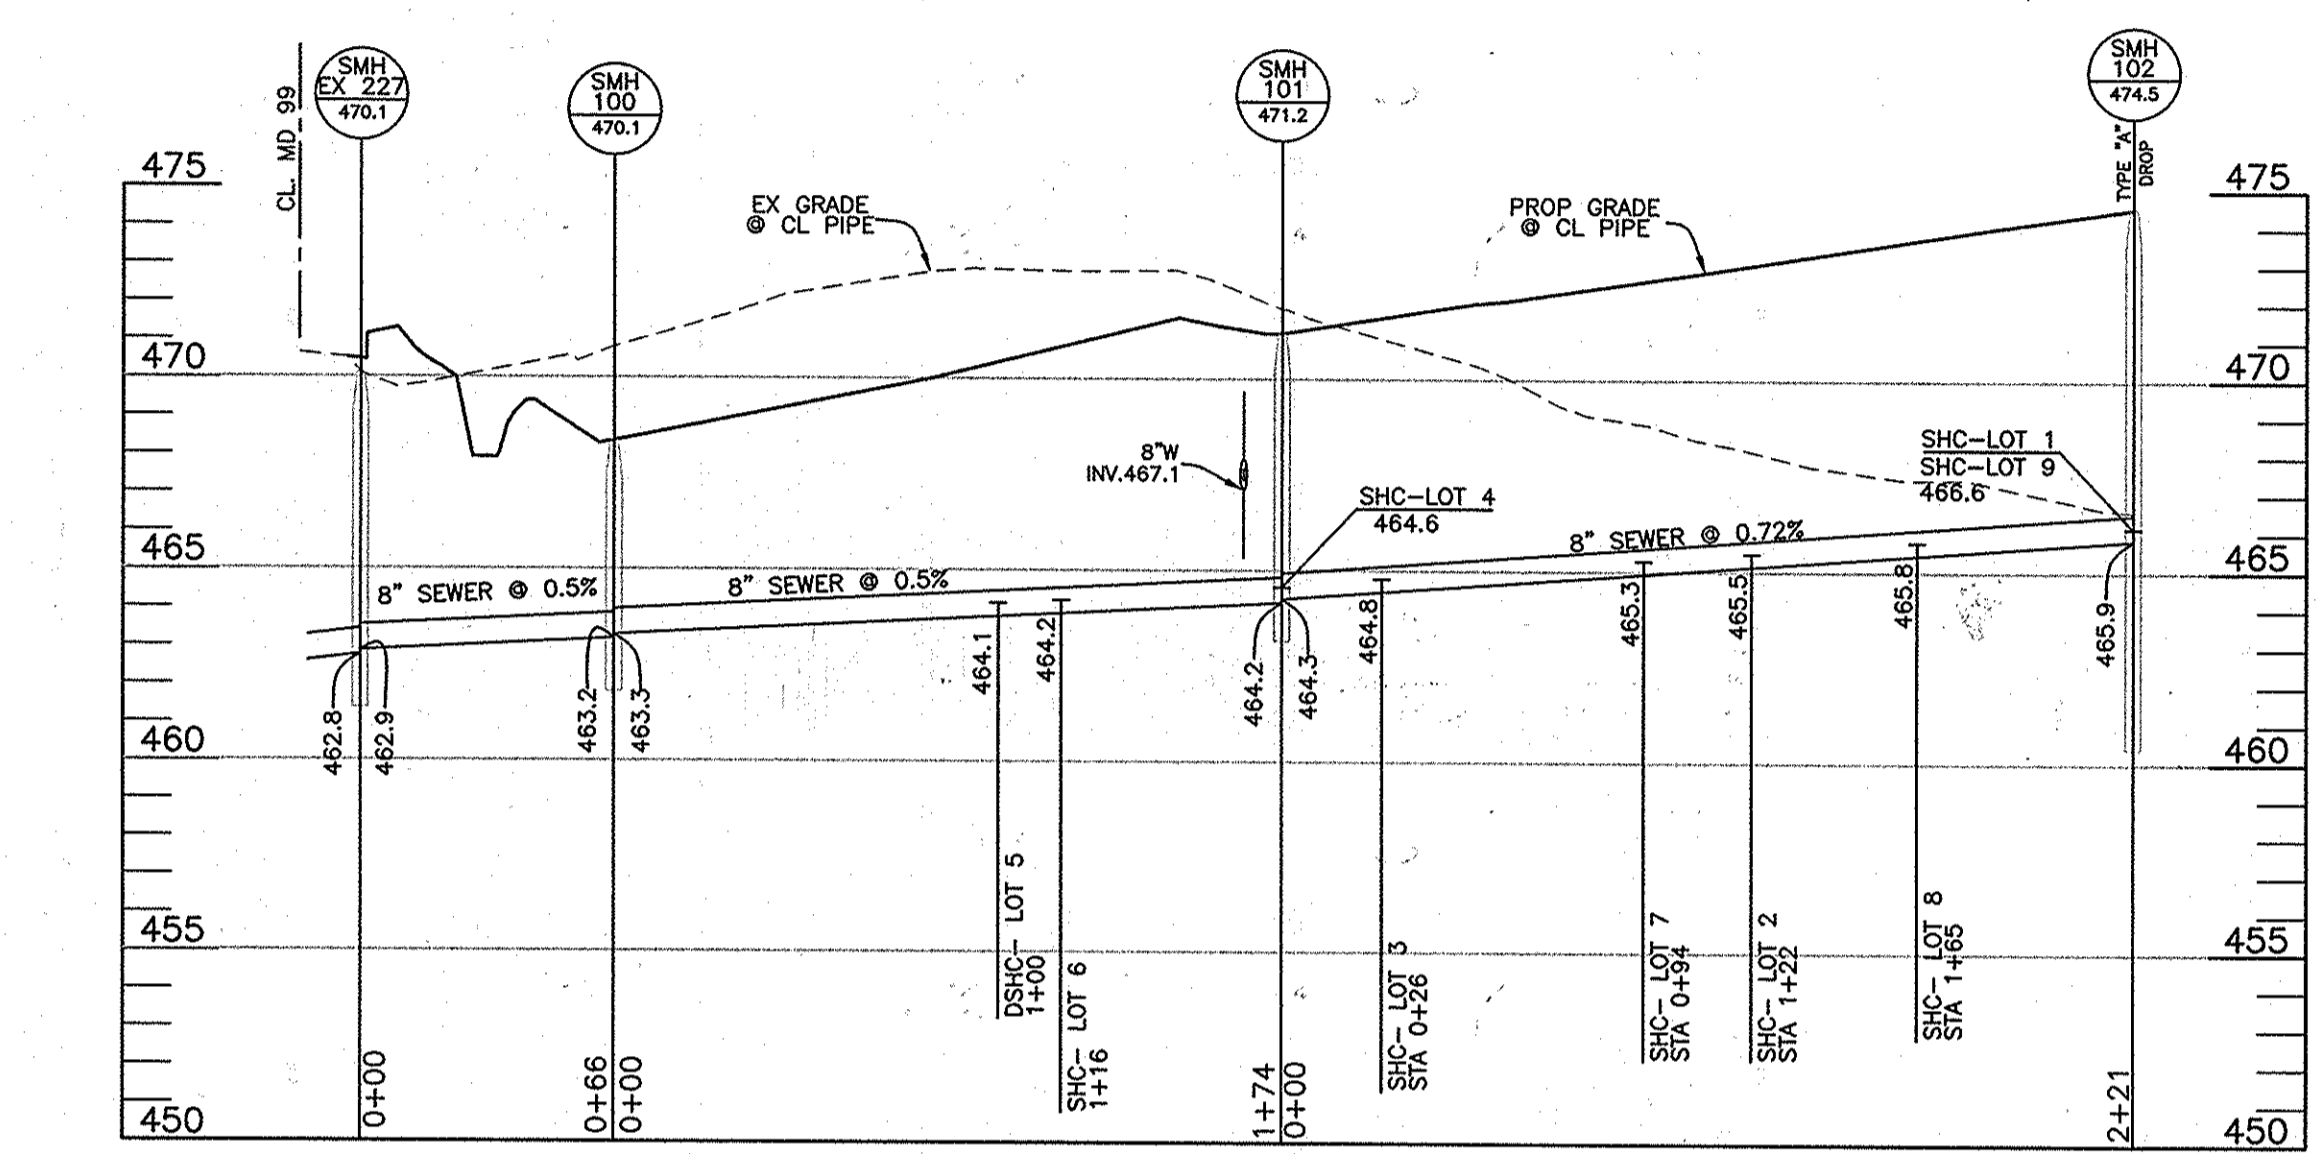 CL. MD 99
SMH
EX 227
470.1
SMH
100
470.1
SMH
101
471.2
SMH
102
474.5
TYPE "A"
DROP
475
475
EX GRADE
@ CL PIPE
PROP GRADE
@ CL PIPE
470
470
8"W
INV.467.1
SHC-LOT 4
464.6
SHC-LOT 1
SHC-LOT 9
466.6
465
465
8" SEWER @ 0.5%
8" SEWER @ 0.5%
8" SEWER @ 0.72%
462.8
462.9
463.2
463.3
464.1
464.2
464.2
464.3
464.8
465.3
465.5
465.8
465.9
460
460
455
455
DSHC- LOT 5
1+00
SHC- LOT 6
1+16
SHC- LOT 3
STA 0+26
SHC- LOT 7
STA 0+94
SHC- LOT 2
STA 1+22
SHC- LOT 8
STA 1+65
450
450
0+00
0+66
0+00
1+74
0+00
2+21